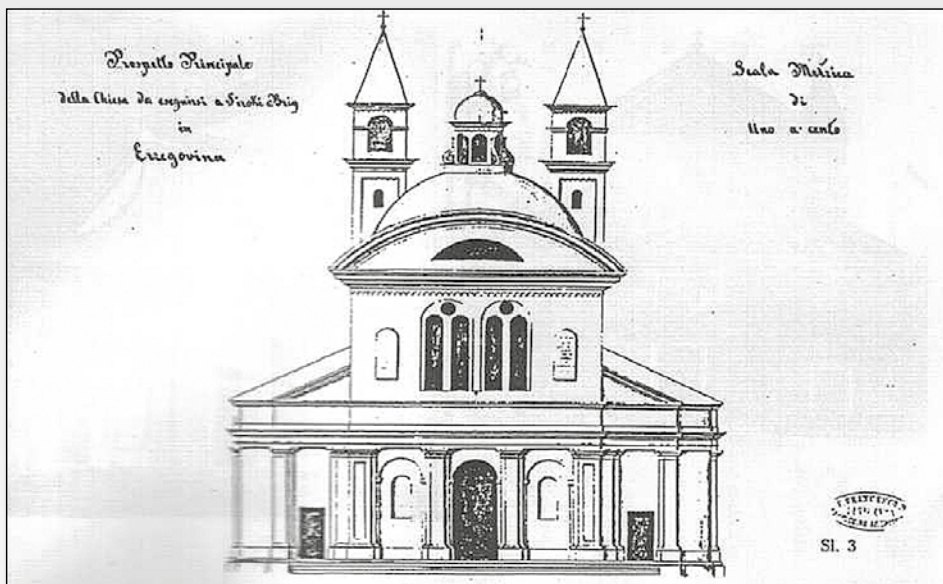 Prospetto Principale
della Chiesa da eseguirsi a Siroki Brig
in
Erzegovina
Scala Metrica
di
Uno a cento
Sl. 3